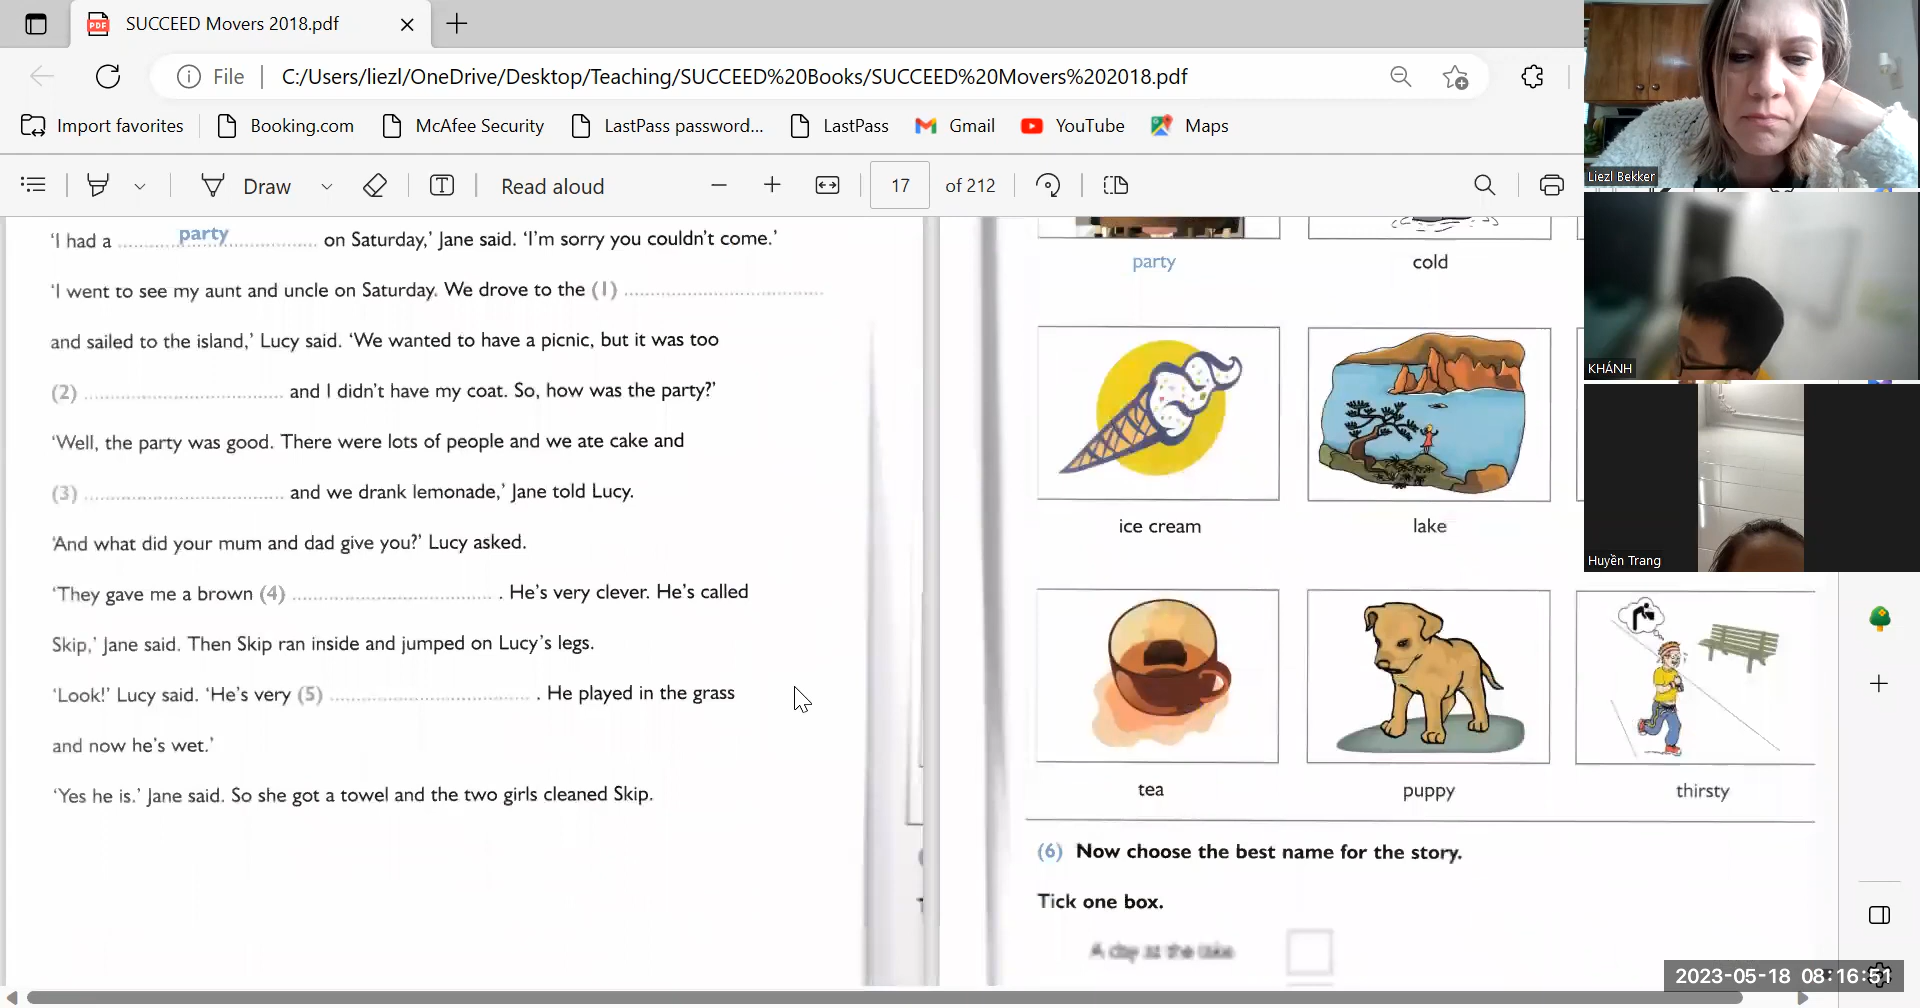 SUCCEED Movers 2018.pdf
File
C:/Users/liezl/OneDrive/Desktop/Teaching/SUCCEED%20Books/SUCCEED%20Movers%202018.pdf
Import favorites
Booking.com
McAfee Security
LastPass password...
LastPass
Gmail
YouTube
Maps
Draw
Read aloud
17
of 212
'I had a party on Saturday,' Jane said. 'I'm sorry you couldn't come.'
'I went to see my aunt and uncle on Saturday. We drove to the (1)
and sailed to the island,' Lucy said. 'We wanted to have a picnic, but it was too
(2) and I didn't have my coat. So, how was the party?'
'Well, the party was good. There were lots of people and we ate cake and
(3) and we drank lemonade,' Jane told Lucy.
'And what did your mum and dad give you?' Lucy asked.
'They gave me a brown (4) . He's very clever. He's called
Skip,' Jane said. Then Skip ran inside and jumped on Lucy's legs.
'Look!' Lucy said. 'He's very (5) . He played in the grass
and now he's wet.'
'Yes he is.' Jane said. So she got a towel and the two girls cleaned Skip.
party
cold
ice cream
lake
tea
puppy
thirsty
(6) Now choose the best name for the story.
Tick one box.
A day at the lake
Liezl Bekker
KHÁNH
Huyền Trang
2023-05-18 08:16:51